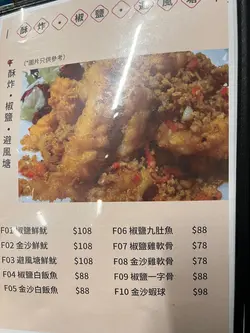 酥炸・椒鹽・避風塘
(*圖片只供參考)
酥炸・椒鹽・避風塘
F01 椒鹽鮮魷 $108
F02 金沙鮮魷 $108
F03 避風塘鮮魷 $108
F04 椒鹽白飯魚 $88
F05 金沙白飯魚 $88
F06 椒鹽九肚魚 $88
F07 椒鹽雞軟骨 $78
F08 金沙雞軟骨 $78
F09 椒鹽一字骨 $88
F10 金沙蝦球 $98